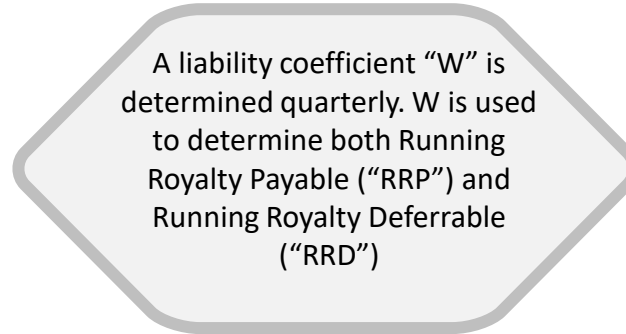 A liability coefficient “W” is
determined quarterly. W is used
to determine both Running
Royalty Payable (“RRP”) and
Running Royalty Deferrable
(“RRD”)